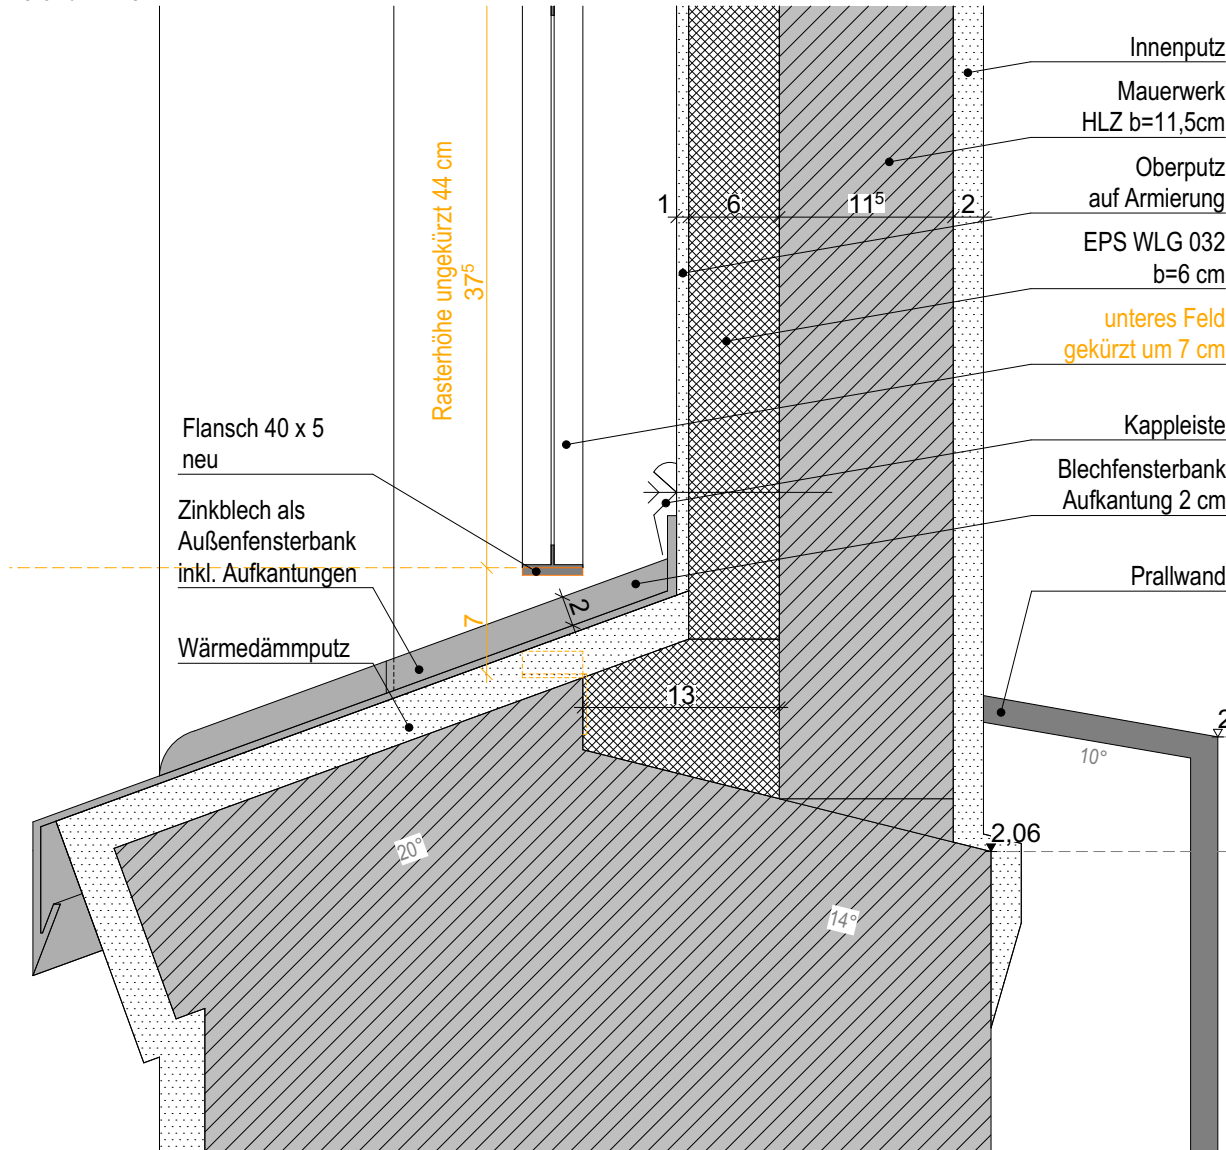 Innenputz
Mauerwerk
HLZ b=11,5cm
Oberputz
auf Armierung
EPS WLG 032
b=6 cm
unteres Feld
gekürzt um 7 cm
Kappleiste
Blechfensterbank
Aufkantung 2 cm
Prallwand
1 6 11⁵ 2
Rasterhöhe ungekürzt 44 cm
37⁵
Flansch 40 x 5
neu
Zinkblech als
Außenfensterbank
inkl. Aufkantungen
Wärmedämmputz
7
2
13
2
10°
2,06
20°
14°